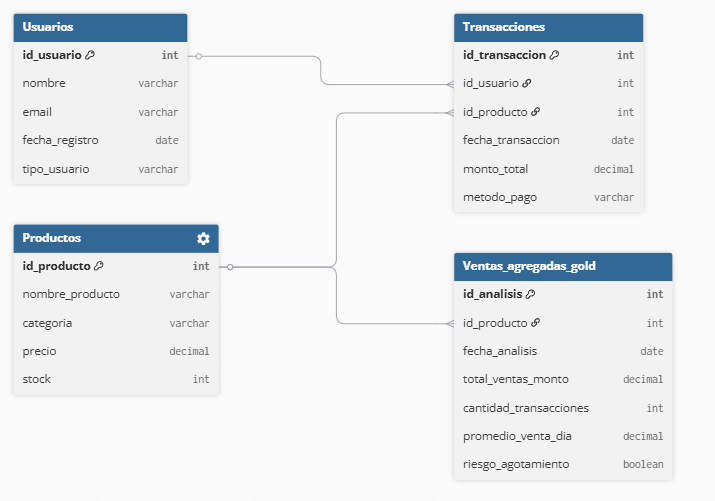 Usuarios
id_usuario int
nombre varchar
email varchar
fecha_registro date
tipo_usuario varchar
Productos
id_producto int
nombre_producto varchar
categoria varchar
precio decimal
stock int
Transacciones
id_transaccion int
id_usuario int
id_producto int
fecha_transaccion date
monto_total decimal
metodo_pago varchar
Ventas_agregadas_gold
id_analisis int
id_producto int
fecha_analisis date
total_ventas_monto decimal
cantidad_transacciones int
promedio_venta_dia decimal
riesgo_agotamiento boolean